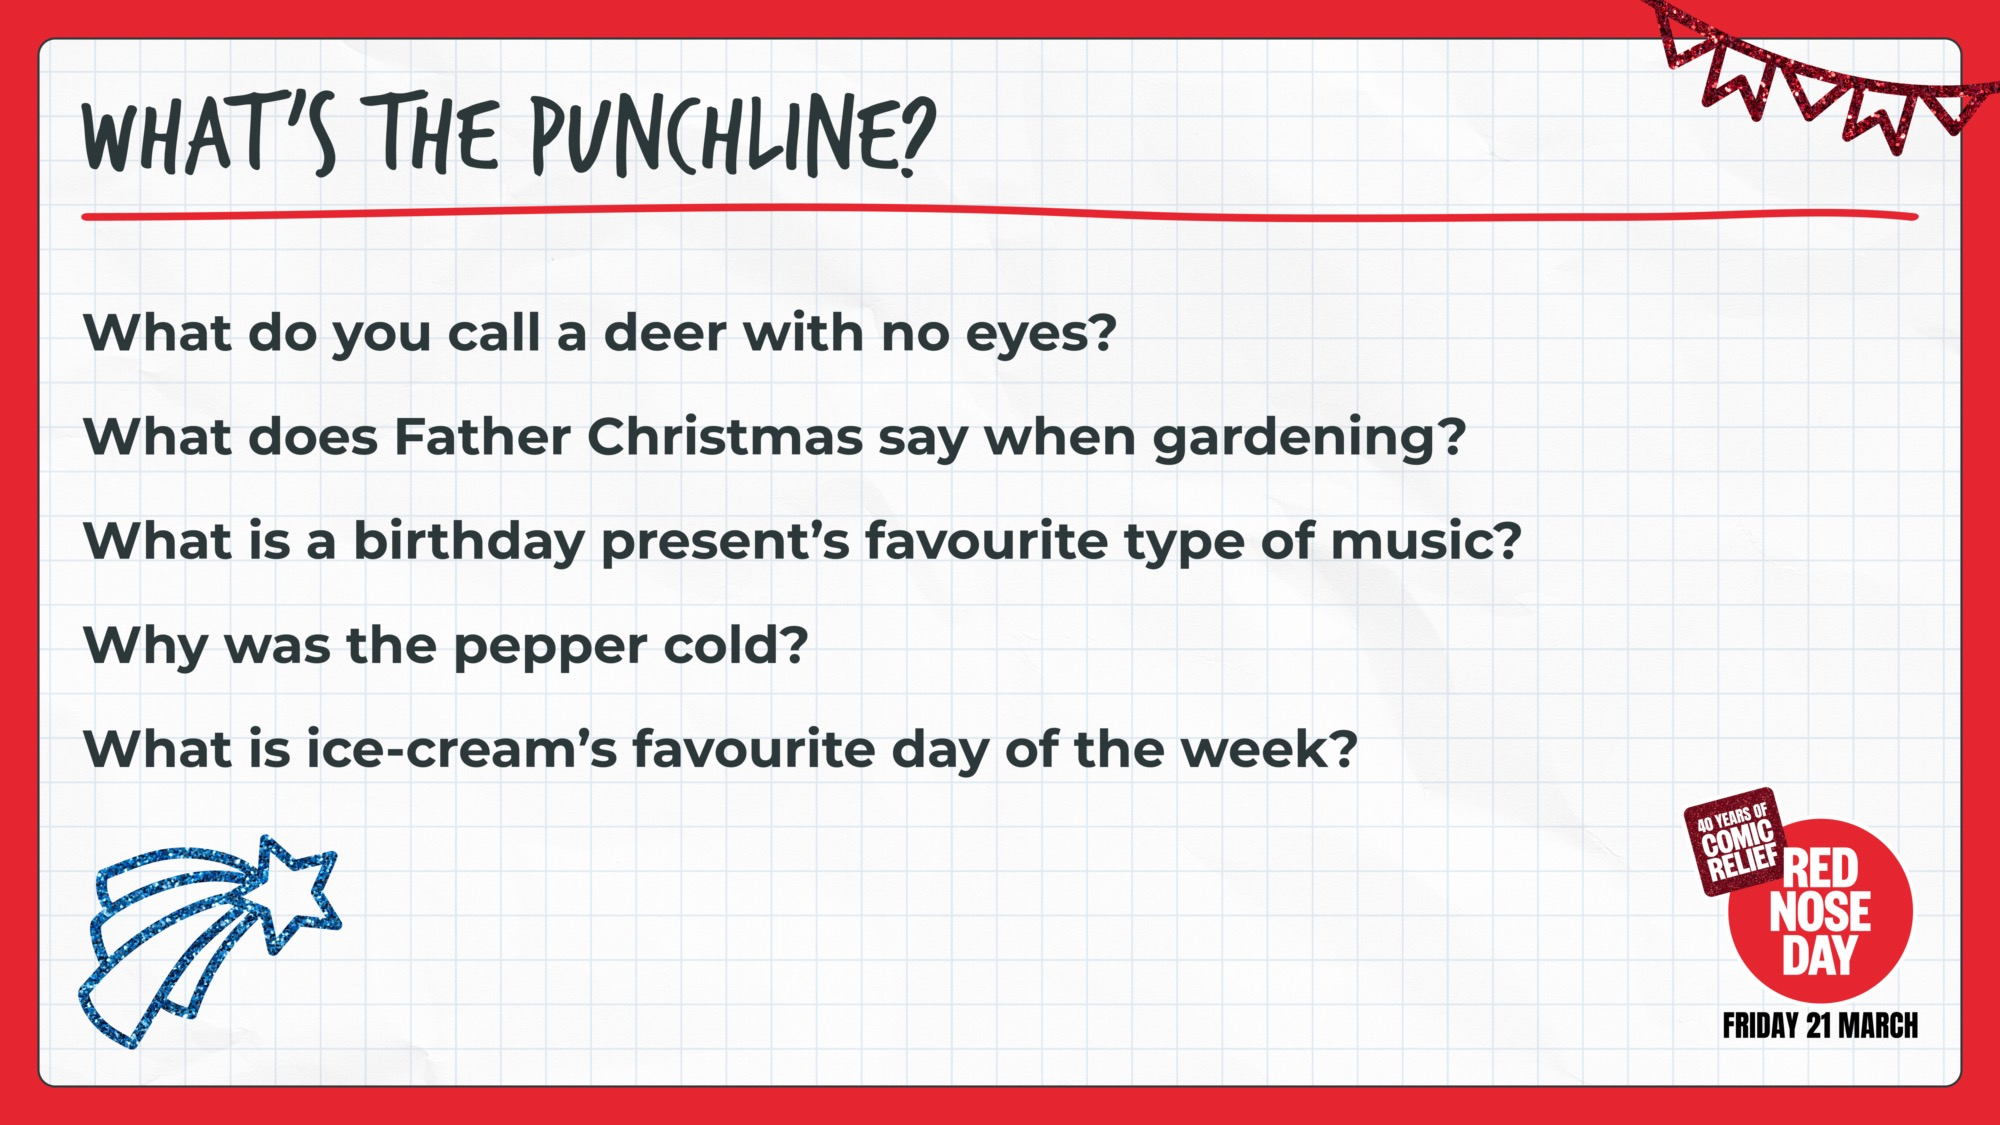 WHAT'S THE PUNCHLINE?
What do you call a deer with no eyes?
What does Father Christmas say when gardening?
What is a birthday present’s favourite type of music?
Why was the pepper cold?
What is ice-cream’s favourite day of the week?
40 YEARS OF
COMIC
RELIEF
RED
NOSE
DAY
FRIDAY 21 MARCH